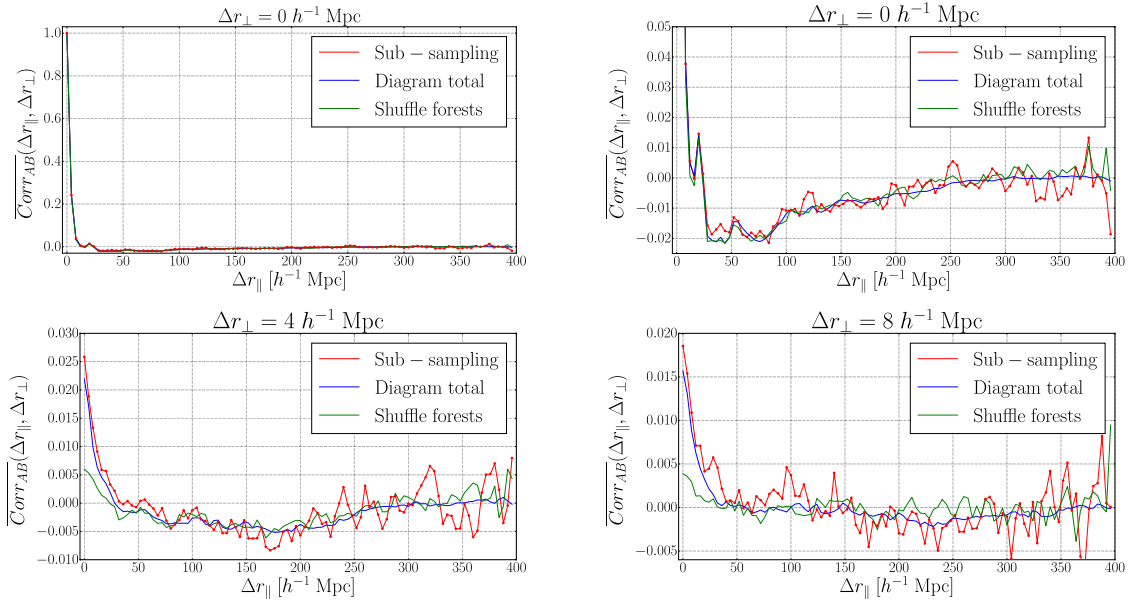 Δr⊥ = 0 h⁻¹ Mpc
1.0
0.8
0.6
0.4
0.2
0.0
Corr_AB(Δr∥, Δr⊥)
Sub − sampling
Diagram total
Shuffle forests
0 50 100 150 200 250 300 350 400
Δr∥ [h⁻¹ Mpc]
Δr⊥ = 0 h⁻¹ Mpc
0.05
0.04
0.03
0.02
0.01
0.00
−0.01
−0.02
Corr_AB(Δr∥, Δr⊥)
Sub − sampling
Diagram total
Shuffle forests
0 50 100 150 200 250 300 350 400
Δr∥ [h⁻¹ Mpc]
Δr⊥ = 4 h⁻¹ Mpc
0.030
0.025
0.020
0.015
0.010
0.005
0.000
−0.005
−0.010
Corr_AB(Δr∥, Δr⊥)
Sub − sampling
Diagram total
Shuffle forests
0 50 100 150 200 250 300 350 400
Δr∥ [h⁻¹ Mpc]
Δr⊥ = 8 h⁻¹ Mpc
0.020
0.015
0.010
0.005
0.000
−0.005
Corr_AB(Δr∥, Δr⊥)
Sub − sampling
Diagram total
Shuffle forests
0 50 100 150 200 250 300 350 400
Δr∥ [h⁻¹ Mpc]